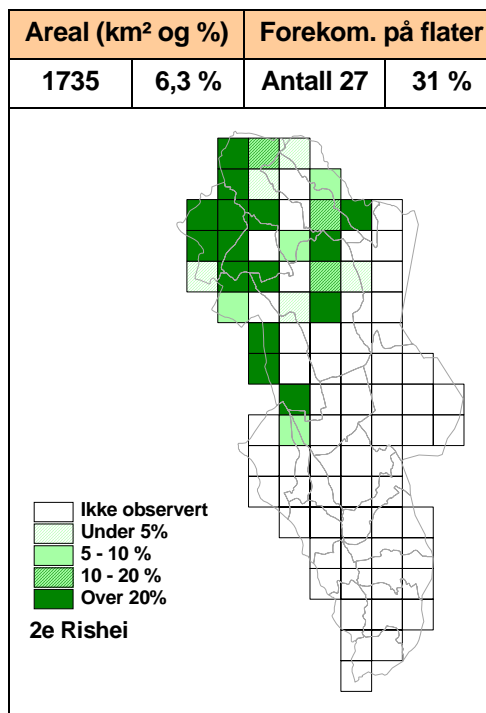 Areal (km² og %) Forekom. på flater
1735 6,3 % Antall 27 31 %
Ikke observert
Under 5%
5 - 10 %
10 - 20 %
Over 20%
2e Rishei